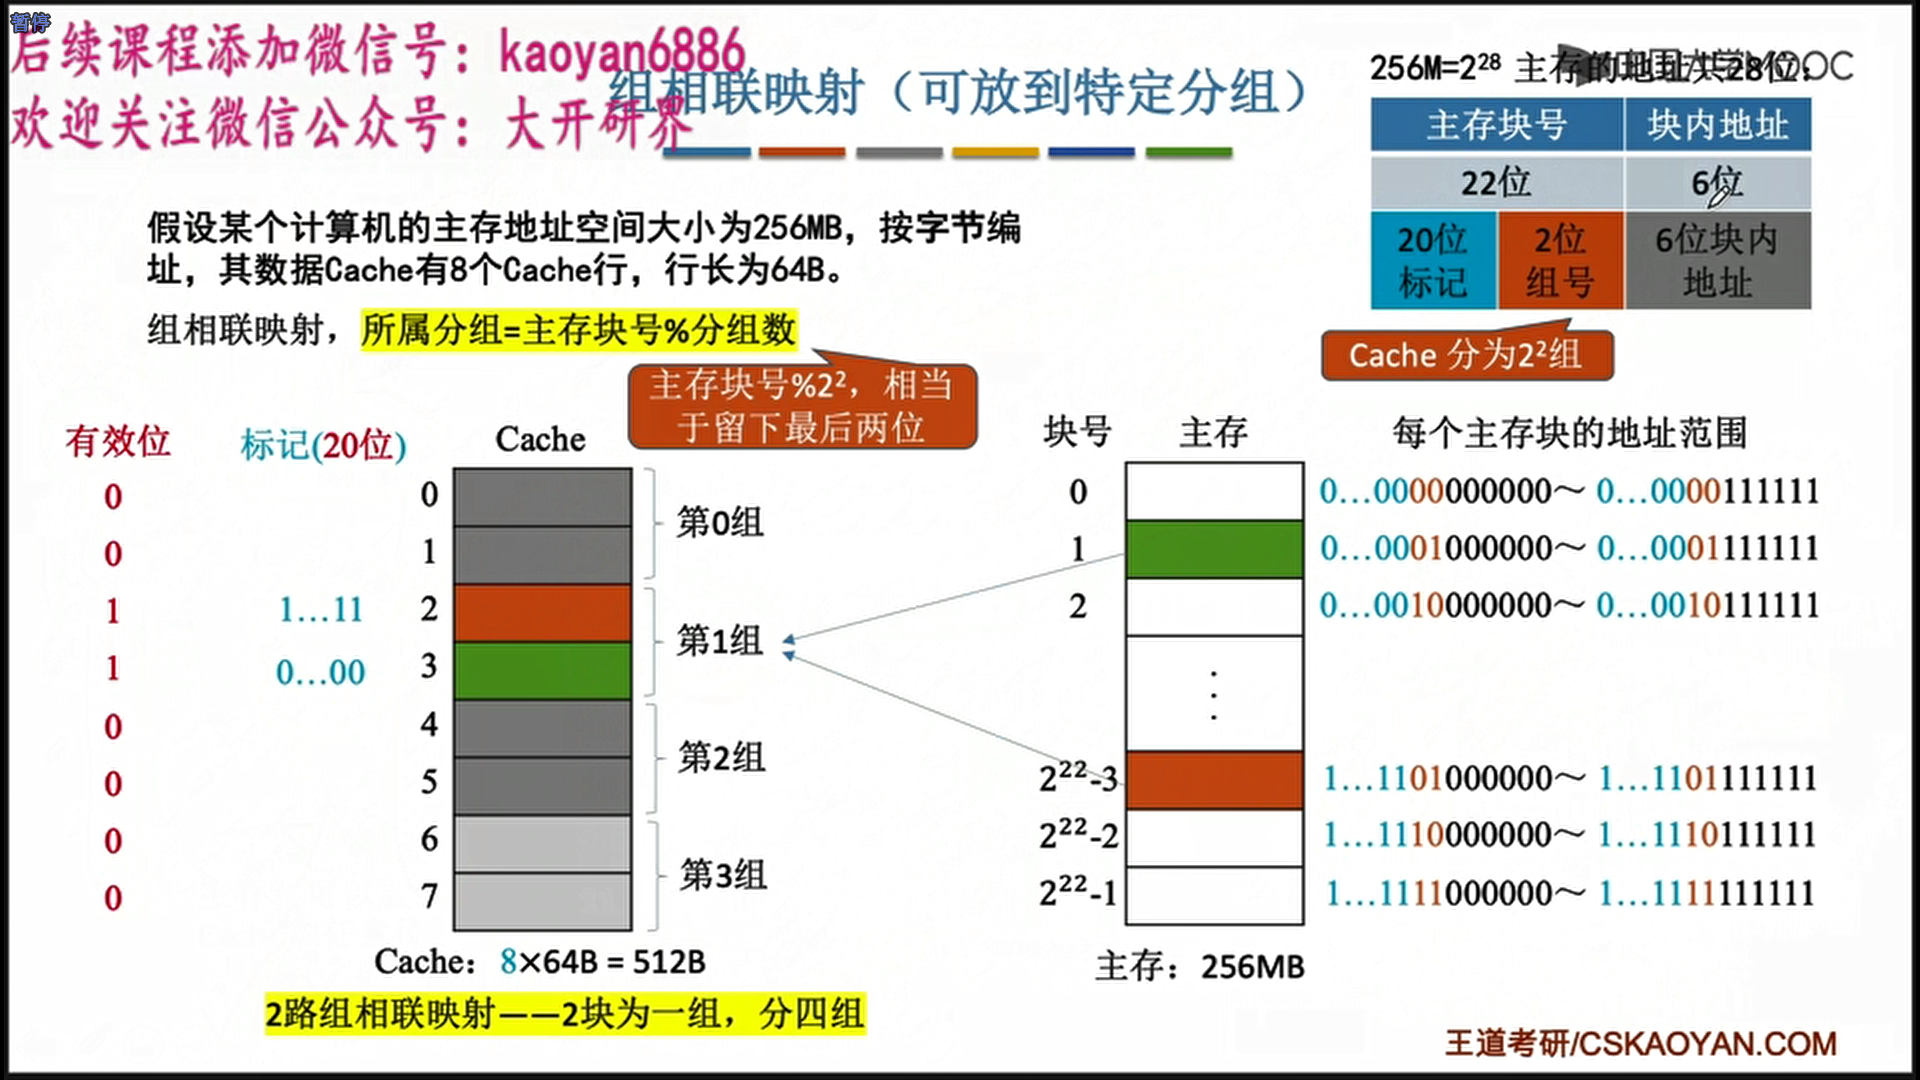 暂停
后续课程添加微信号：kaoyan6886
欢迎关注微信公众号：大开研界
组相联映射（可放到特定分组）
256M=2²⁸ 主存的地址共28位：
主存块号 块内地址
22位 6位
20位标记 2位组号 6位块内地址
Cache 分为2²组
假设某个计算机的主存地址空间大小为256MB，按字节编
址，其数据Cache有8个Cache行，行长为64B。
组相联映射，所属分组=主存块号%分组数
主存块号%2²，相当
于留下最后两位
有效位 标记(20位) Cache
0 0
0 1
1 1…11 2
1 0…00 3
0 4
0 5
0 6
0 7
第0组
第1组
第2组
第3组
Cache：8×64B = 512B
2路组相联映射——2块为一组，分四组
块号 主存 每个主存块的地址范围
0 0…0000000000～ 0…0000111111
1 0…0001000000～ 0…0001111111
2 0…0010000000～ 0…0010111111
⋮
2²²-3 1…1101000000～ 1…1101111111
2²²-2 1…1110000000～ 1…1110111111
2²²-1 1…1111000000～ 1…1111111111
主存：256MB
王道考研/CSKAOYAN.COM